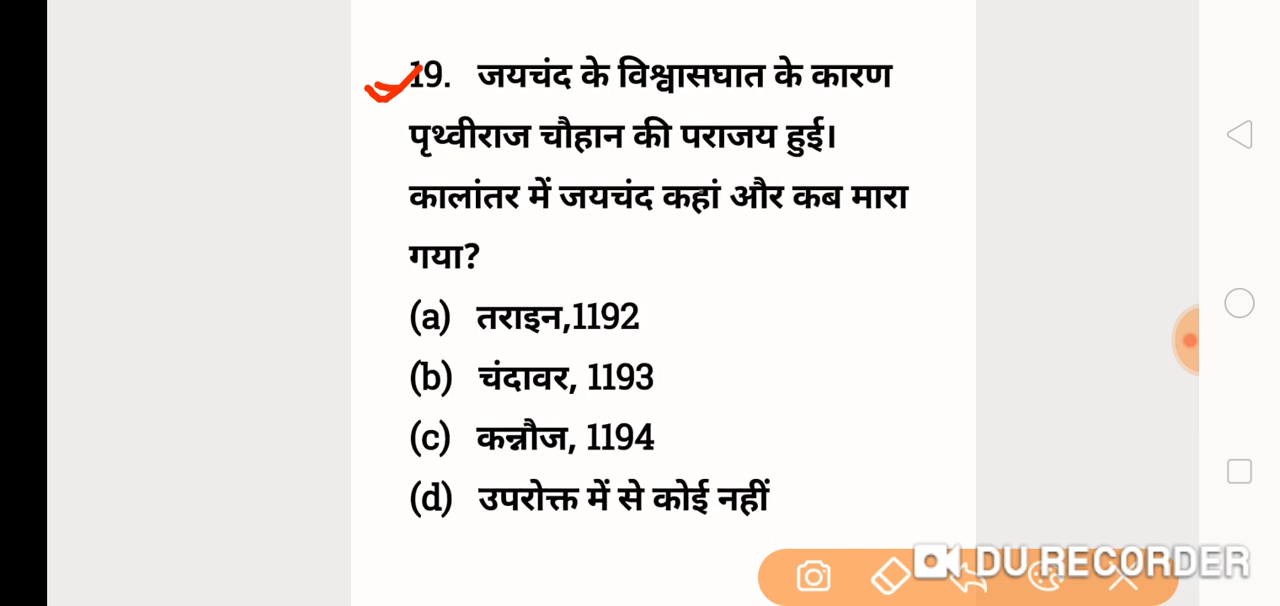 19. जयचंद के विश्वासघात के कारण
पृथ्वीराज चौहान की पराजय हुई।
कालांतर में जयचंद कहां और कब मारा
गया?
(a) तराइन,1192
(b) चंदावर, 1193
(c) कन्नौज, 1194
(d) उपरोक्त में से कोई नहीं
DU RECORDER